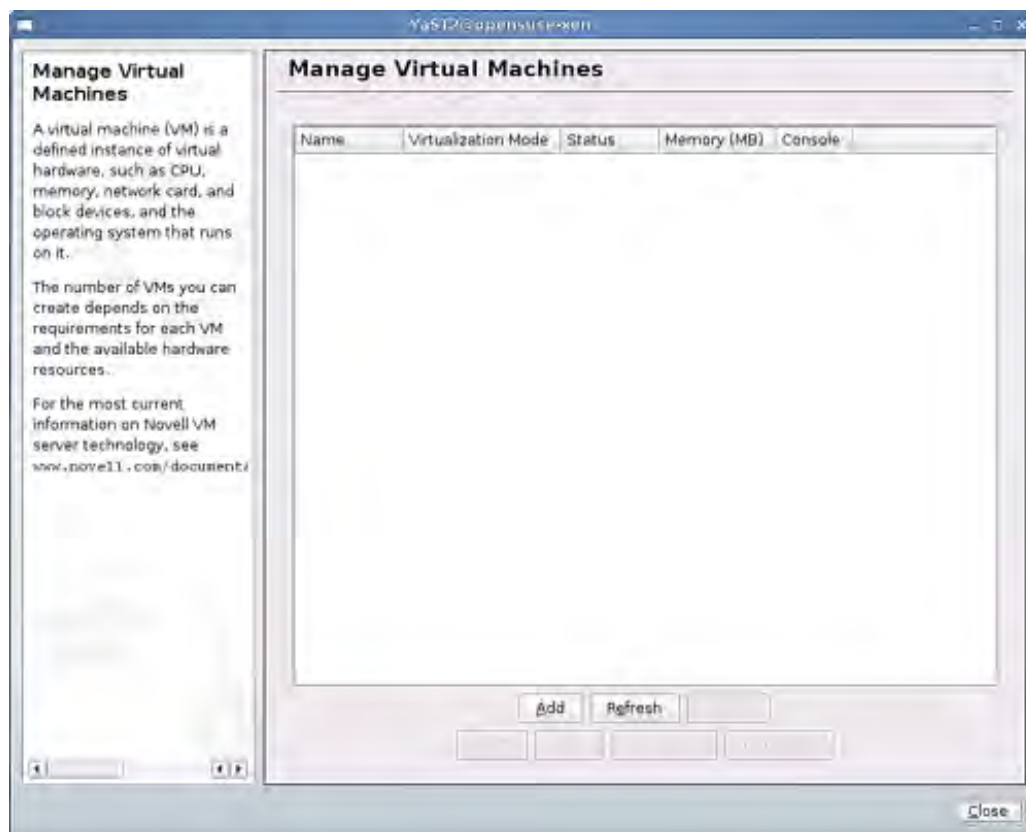 YaST2@opensuse-xen
Manage Virtual
Machines
A virtual machine (VM) is a
defined instance of virtual
hardware, such as CPU,
memory, network card, and
block devices, and the
operating system that runs
on it.
The number of VMs you can
create depends on the
requirements for each VM
and the available hardware
resources.
For the most current
information on Novell VM
server technology, see
www.novell.com/documenta
Manage Virtual Machines
Name Virtualization Mode Status Memory (MB) Console
Add Refresh
Close